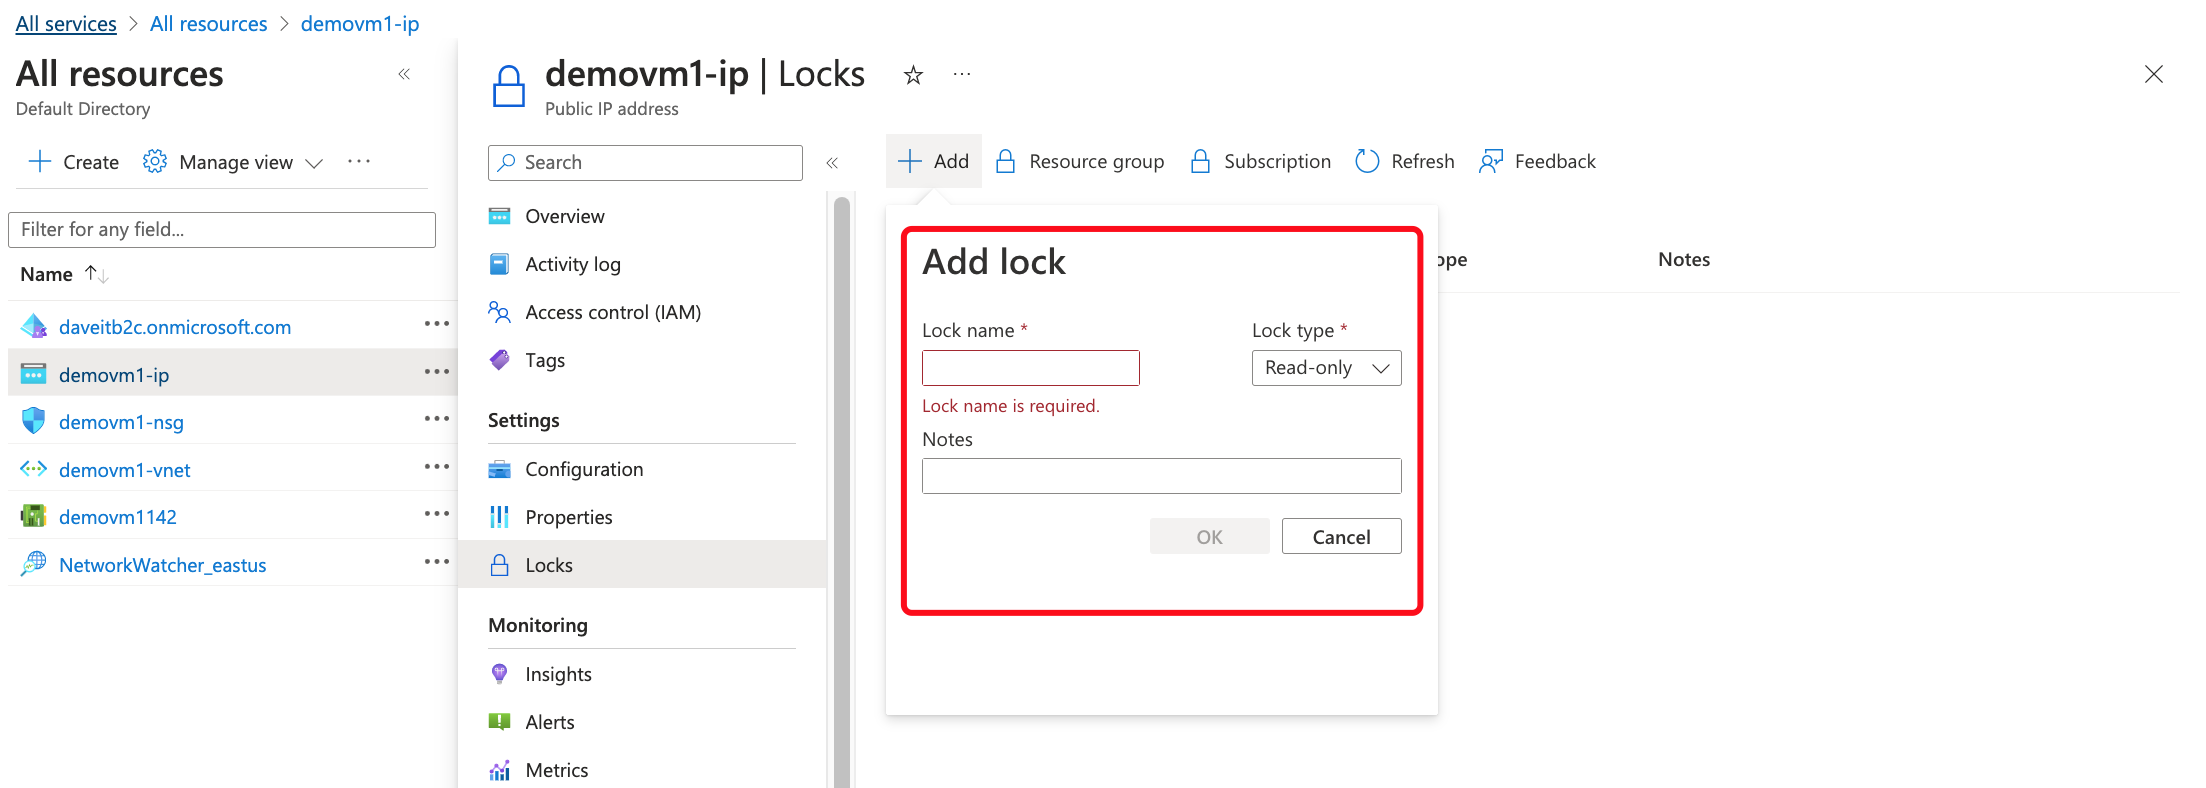 All services > All resources > demovm1-ip
All resources
Default Directory
Create Manage view
Filter for any field...
Name
daveitb2c.onmicrosoft.com
demovm1-ip
demovm1-nsg
demovm1-vnet
demovm1142
NetworkWatcher_eastus
demovm1-ip | Locks
Public IP address
Search
Overview
Activity log
Access control (IAM)
Tags
Settings
Configuration
Properties
Locks
Monitoring
Insights
Alerts
Metrics
Add Resource group Subscription Refresh Feedback
ope Notes
Add lock
Lock name * Lock type *
Read-only
Lock name is required.
Notes
OK Cancel